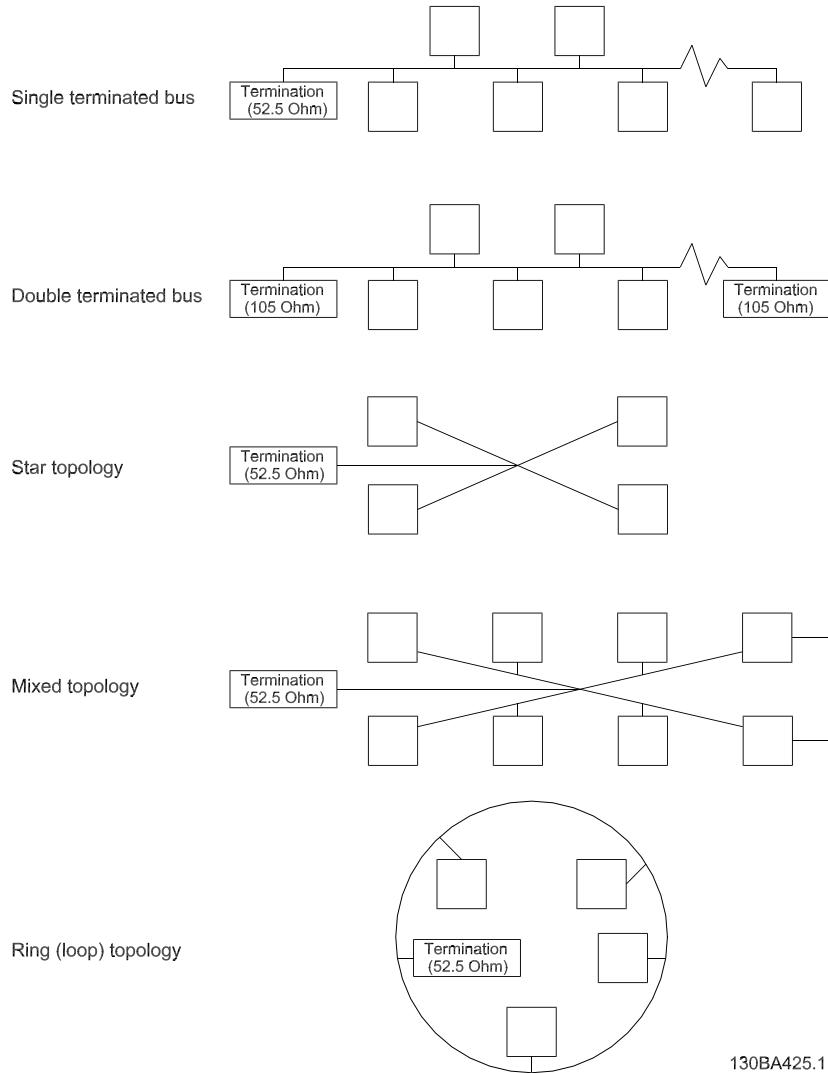 Single terminated bus
Termination
(52.5 Ohm)
Double terminated bus
Termination
(105 Ohm)
Termination
(105 Ohm)
Star topology
Termination
(52.5 Ohm)
Mixed topology
Termination
(52.5 Ohm)
Ring (loop) topology
Termination
(52.5 Ohm)
130BA425.1